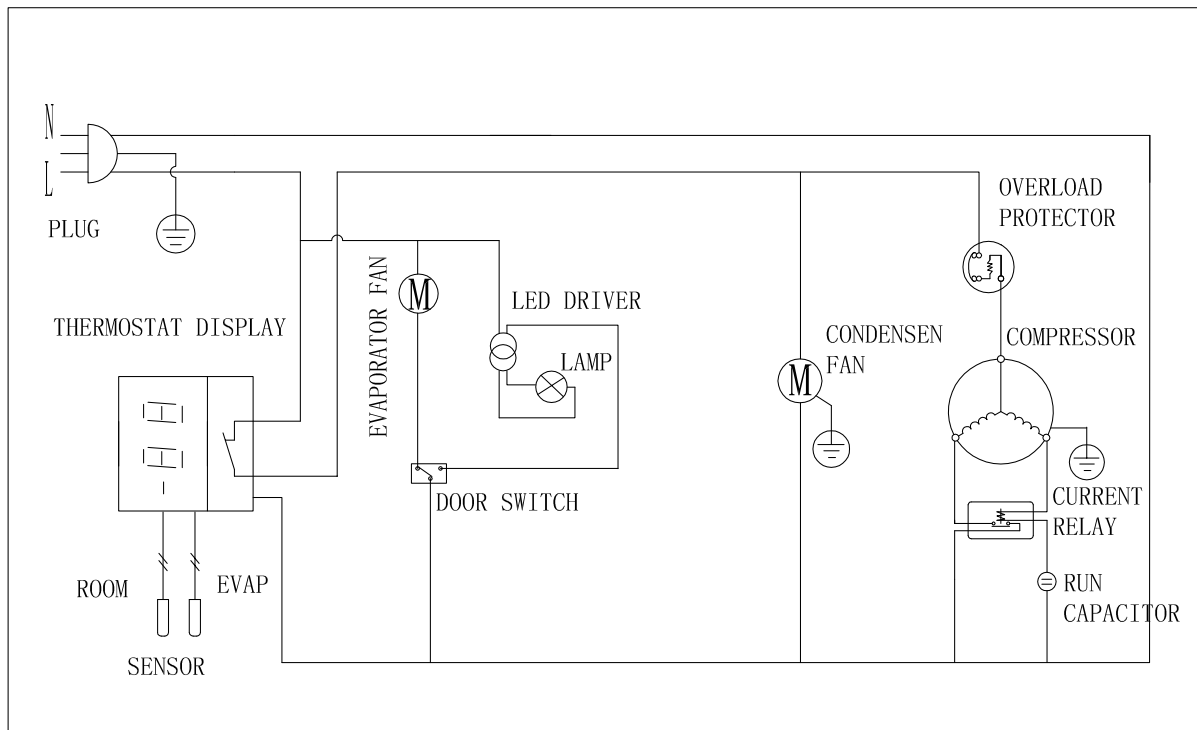 N
L
PLUG
OVERLOAD
PROTECTOR
THERMOSTAT DISPLAY
EVAPORATOR FAN
M
LED DRIVER
LAMP
CONDENSEN
FAN
M
COMPRESSOR
DOOR SWITCH
CURRENT
RELAY
ROOM
EVAP
SENSOR
RUN
CAPACITOR